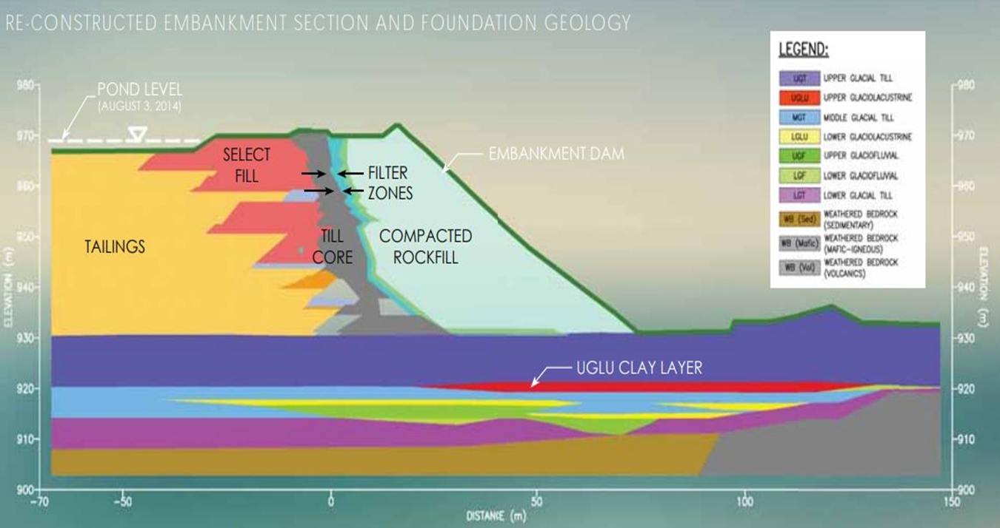 RE-CONSTRUCTED EMBANKMENT SECTION AND FOUNDATION GEOLOGY
LEGEND:
UGT UPPER GLACIAL TILL
UGLU UPPER GLACIOLACUSTRINE
MGT MIDDLE GLACIAL TILL
LGLU LOWER GLACIOLACUSTRINE
UGF UPPER GLACIOFLUVIAL
LGF LOWER GLACIOFLUVIAL
LGT LOWER GLACIAL TILL
WB (Sed) WEATHERED BEDROCK
(SEDIMENTARY)
WB (Mafic) WEATHERED BEDROCK
(MAFIC-IGNEOUS)
WB (Vol) WEATHERED BEDROCK
(VOLCANICS)
POND LEVEL
(AUGUST 3, 2014)
EMBANKMENT DAM
SELECT
FILL
FILTER
ZONES
TAILINGS
TILL
CORE
COMPACTED
ROCKFILL
UGLU CLAY LAYER
ELEVATION (m)
980
970
960
950
940
930
920
910
900
ELEVATION (m)
980
970
960
950
940
930
920
910
900
-70
-50
0
50
100
150
DISTANCE (m)